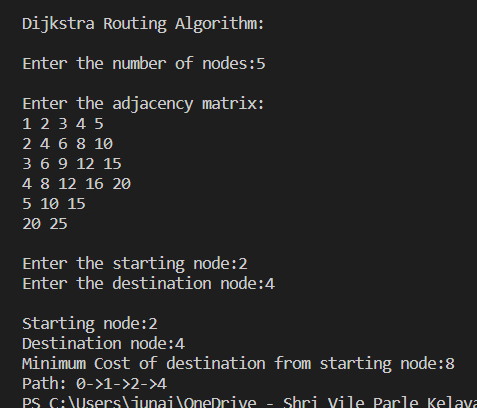 Dijkstra Routing Algorithm:
Enter the number of nodes:5
Enter the adjacency matrix:
1 2 3 4 5
2 4 6 8 10
3 6 9 12 15
4 8 12 16 20
5 10 15
20 25
Enter the starting node:2
Enter the destination node:4
Starting node:2
Destination node:4
Minimum Cost of destination from starting node:8
Path: 0->1->2->4
PS C:\Users\junai\OneDrive - Shri Vile Parle Kelava